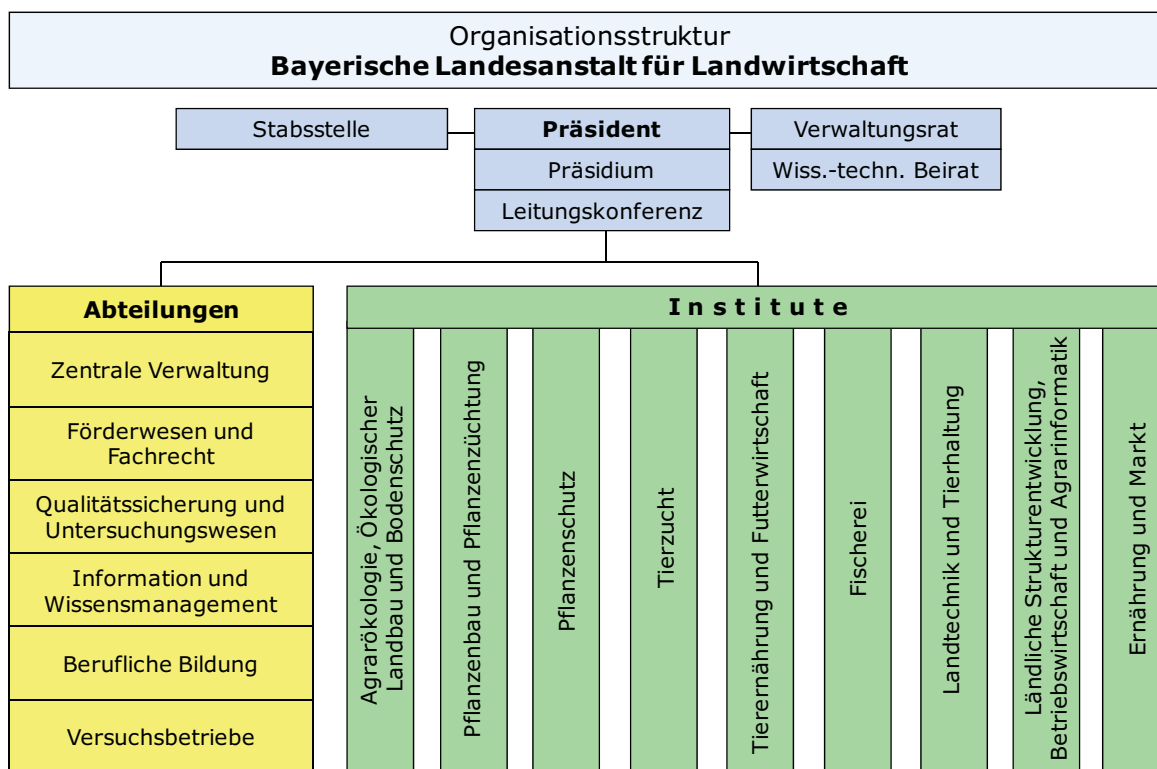 Organisationsstruktur
Bayerische Landesanstalt für Landwirtschaft
Stabsstelle
Präsident
Verwaltungsrat
Präsidium
Wiss.-techn. Beirat
Leitungskonferenz
Abteilungen
Zentrale Verwaltung
Förderwesen und
Fachrecht
Qualitätssicherung und
Untersuchungswesen
Information und
Wissensmanagement
Berufliche Bildung
Versuchsbetriebe
Institute
Agrarökologie, Ökologischer
Landbau und Bodenschutz
Pflanzenbau und Pflanzenzüchtung
Pflanzenschutz
Tierzucht
Tierernährung und Futterwirtschaft
Fischerei
Landtechnik und Tierhaltung
Ländliche Strukturentwicklung,
Betriebswirtschaft und Agrarinformatik
Ernährung und Markt